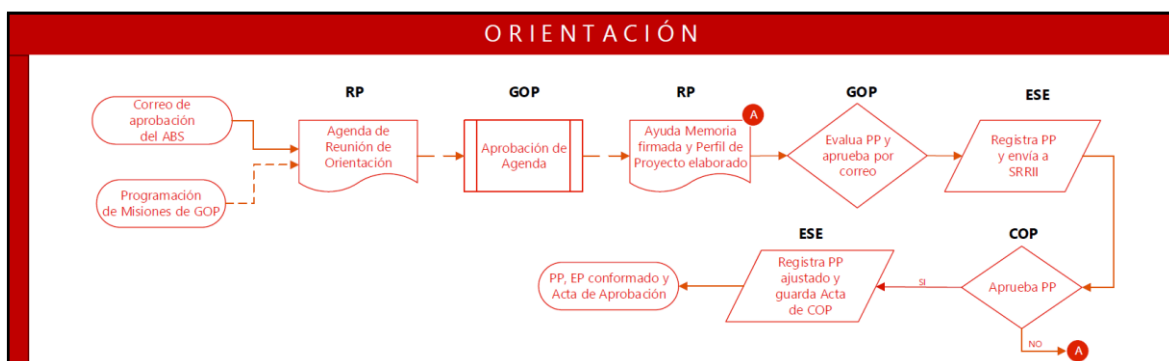 ORIENTACIÓN
RP
GOP
RP
GOP
ESE
Correo de
aprobación
del ABS
Programación
de Misiones de GOP
Agenda de
Reunión de
Orientación
Aprobación de
Agenda
A
Ayuda Memoria
firmada y Perfil de
Proyecto elaborado
Evalua PP y
aprueba por
correo
Registra PP
y envía a
SRRII
ESE
COP
PP, EP conformado y
Acta de Aprobación
Registra PP
ajustado y
guarda Acta
de COP
SI
Aprueba PP
NO
A